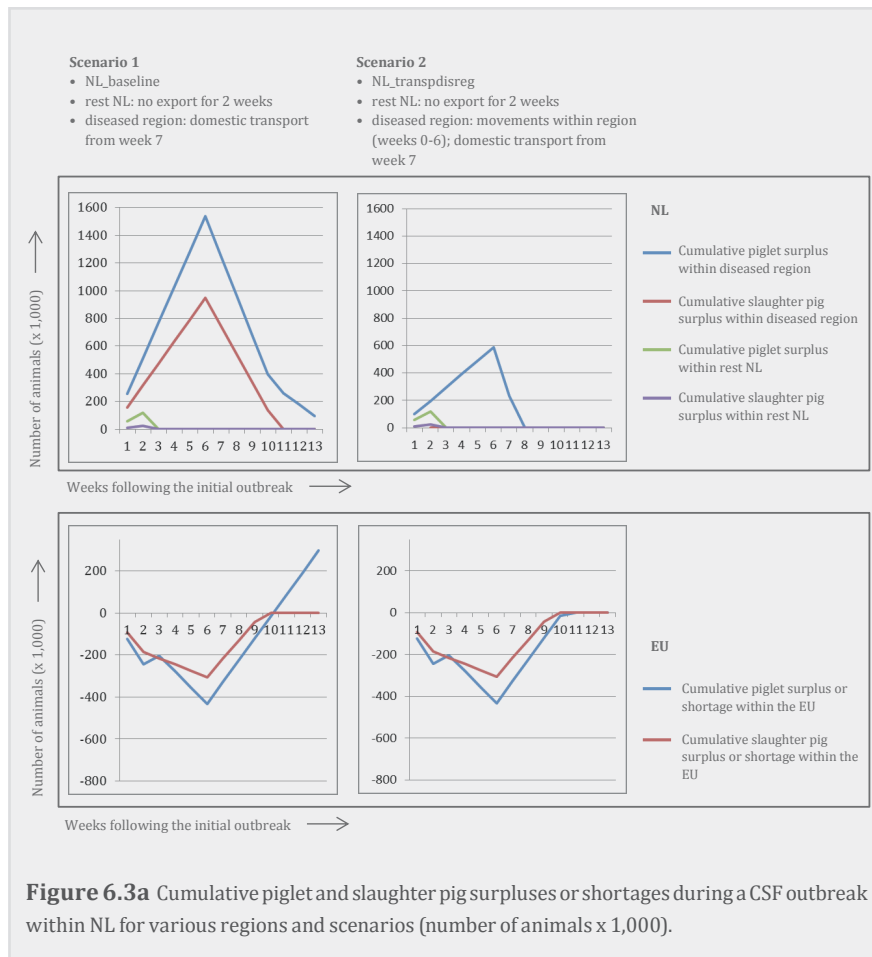 Scenario 1
• NL_baseline
• rest NL: no export for 2 weeks
• diseased region: domestic transport
from week 7
Scenario 2
• NL_transpdisreg
• rest NL: no export for 2 weeks
• diseased region: movements within region
(weeks 0-6); domestic transport from
week 7
Number of animals (x 1,000)
1600
1400
1200
1000
800
600
400
200
0
1 2 3 4 5 6 7 8 9 10 11 12 13
1600
1400
1200
1000
800
600
400
200
0
1 2 3 4 5 6 7 8 9 10 11 12 13
NL
Cumulative piglet surplus
within diseased region
Cumulative slaughter pig
surplus within diseased region
Cumulative piglet surplus
within rest NL
Cumulative slaughter pig
surplus within rest NL
Weeks following the initial outbreak
Number of animals (x 1,000)
200
0
-200
-400
-600
-800
1 2 3 4 5 6 7 8 9 10 11 12 13
200
0
-200
-400
-600
-800
1 2 3 4 5 6 7 8 9 10 11 12 13
EU
Cumulative piglet surplus or
shortage within the EU
Cumulative slaughter pig
surplus or shortage within the
EU
Weeks following the initial outbreak
Figure 6.3a Cumulative piglet and slaughter pig surpluses or shortages during a CSF outbreak
within NL for various regions and scenarios (number of animals x 1,000).